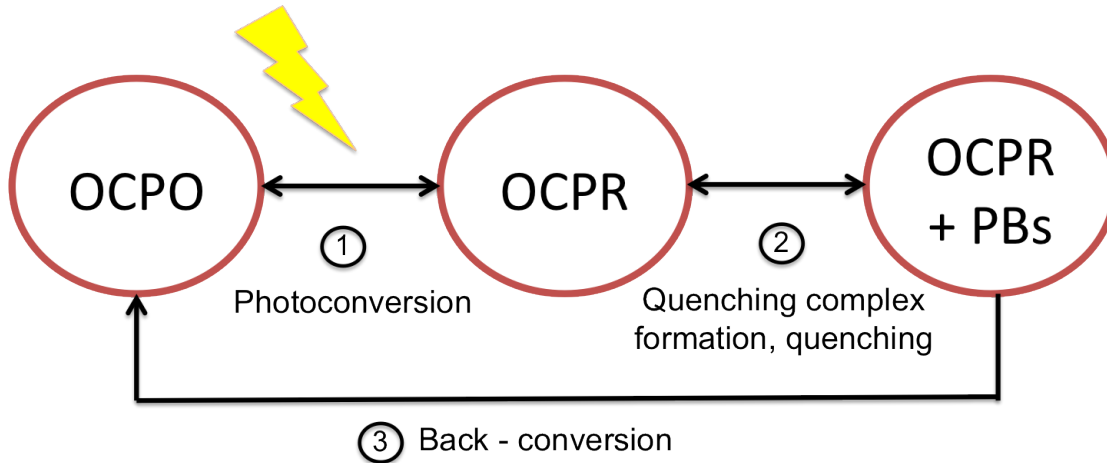 OCPO
OCPR
OCPR
+ PBs
1
2
Photoconversion
Quenching complex
formation, quenching
3 Back - conversion